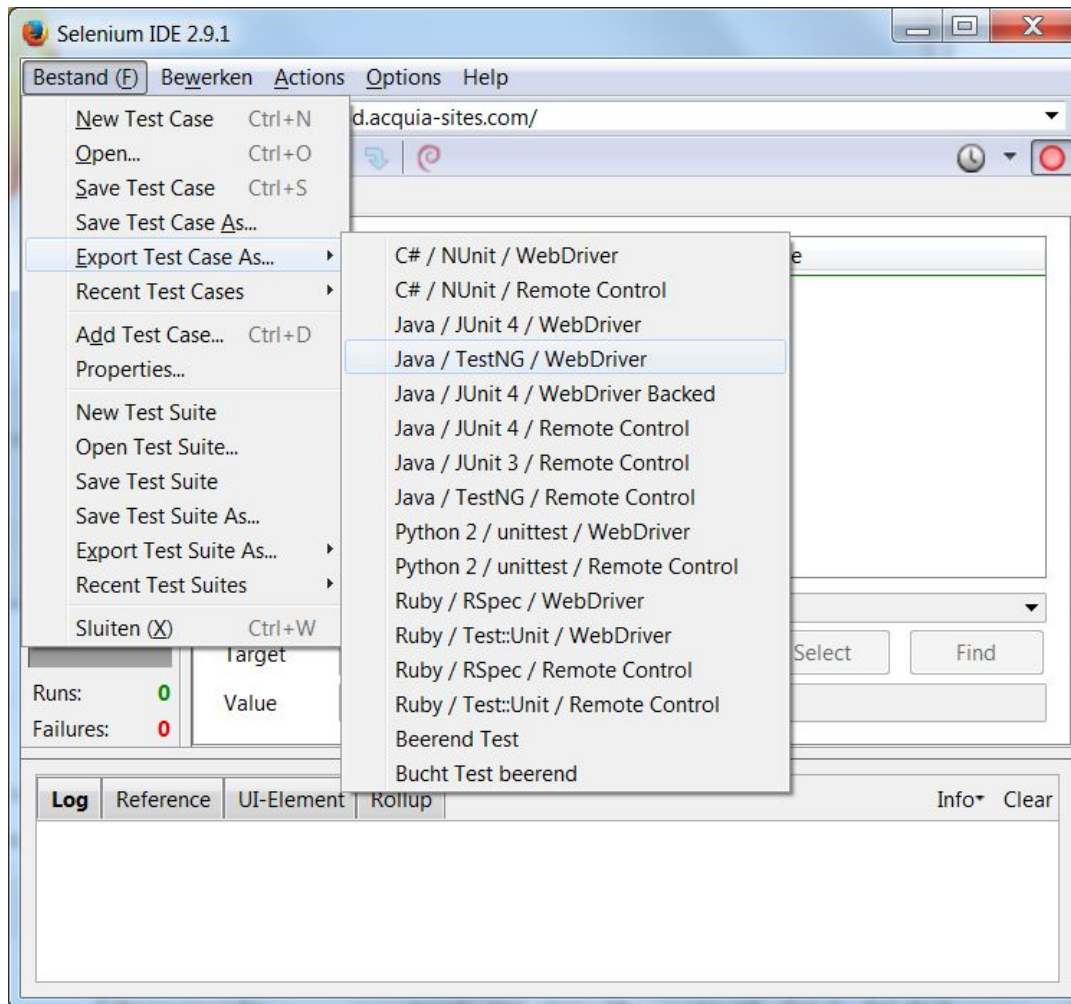 Selenium IDE 2.9.1
Bestand (F) Bewerken Actions Options Help
d.acquia-sites.com/
New Test Case Ctrl+N
Open... Ctrl+O
Save Test Case Ctrl+S
Save Test Case As...
Export Test Case As...
Recent Test Cases
Add Test Case... Ctrl+D
Properties...
New Test Suite
Open Test Suite...
Save Test Suite
Save Test Suite As...
Export Test Suite As...
Recent Test Suites
Sluiten (X) Ctrl+W
C# / NUnit / WebDriver
C# / NUnit / Remote Control
Java / JUnit 4 / WebDriver
Java / TestNG / WebDriver
Java / JUnit 4 / WebDriver Backed
Java / JUnit 4 / Remote Control
Java / JUnit 3 / Remote Control
Java / TestNG / Remote Control
Python 2 / unittest / WebDriver
Python 2 / unittest / Remote Control
Ruby / RSpec / WebDriver
Ruby / Test::Unit / WebDriver
Ruby / RSpec / Remote Control
Ruby / Test::Unit / Remote Control
Beerend Test
Bucht Test beerend
e
Target
Select
Find
Value
Runs: 0
Failures: 0
Log Reference UI-Element Rollup Info Clear